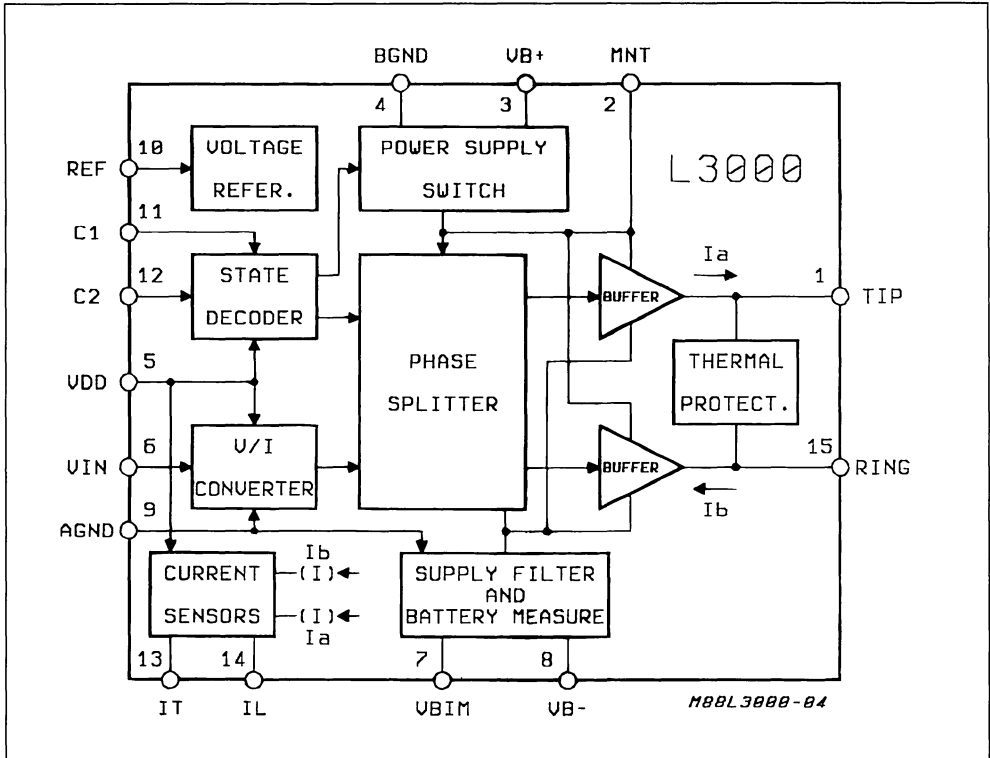 BGND VB+ MNT
4 3 2
REF 10 VOLTAGE
REFER.
POWER SUPPLY
SWITCH
L3000
C1 11
C2 12 STATE
DECODER
Ia
BUFFER
1 TIP
VDD 5
PHASE
SPLITTER
THERMAL
PROTECT.
VIN 6 V/I
CONVERTER
BUFFER
15 RING
Ib
AGND 9
CURRENT
SENSORS
Ib
(I)
(I)
Ia
SUPPLY FILTER
AND
BATTERY MEASURE
13 14 7 8
IT IL VBIM VB-
M88L3000-04